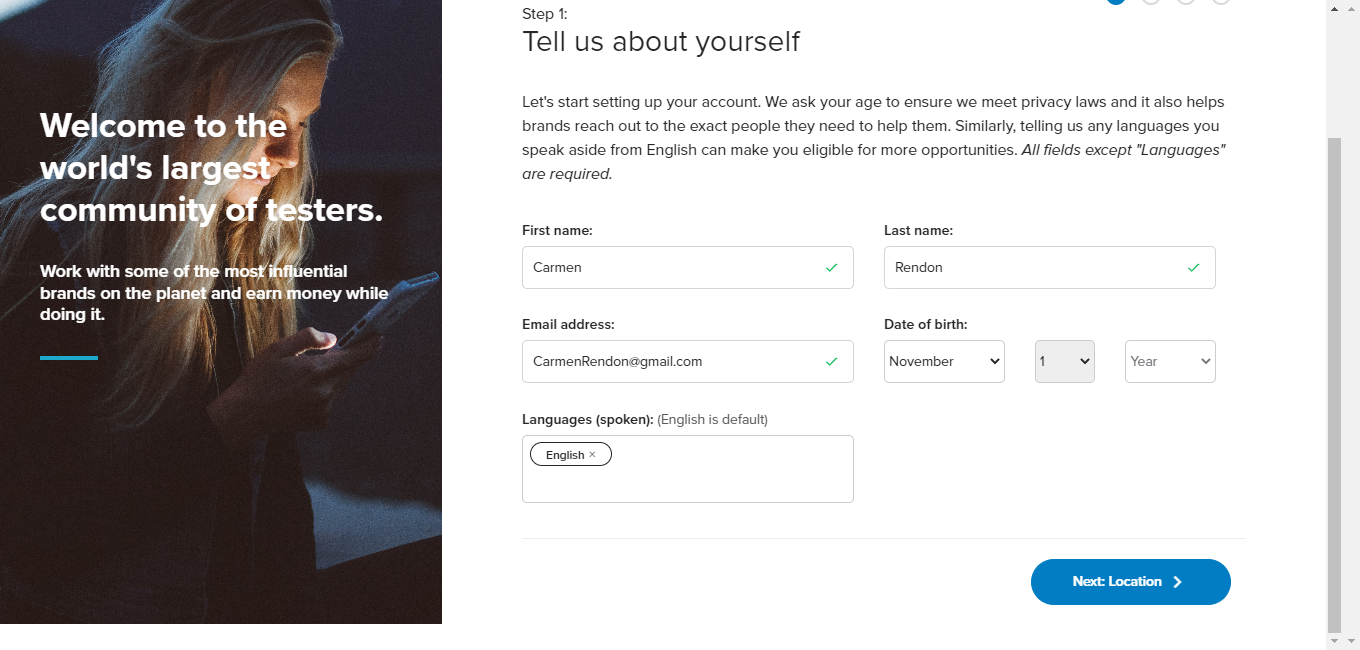 Welcome to the
world's largest
community of testers.
Work with some of the most influential
brands on the planet and earn money while
doing it.
Step 1:
Tell us about yourself
Let's start setting up your account. We ask your age to ensure we meet privacy laws and it also helps
brands reach out to the exact people they need to help them. Similarly, telling us any languages you
speak aside from English can make you eligible for more opportunities. All fields except "Languages"
are required.
First name:
Last name:
Carmen
Rendon
Email address:
Date of birth:
CarmenRendon@gmail.com
November
1
Year
Languages (spoken): (English is default)
English ×
Next: Location